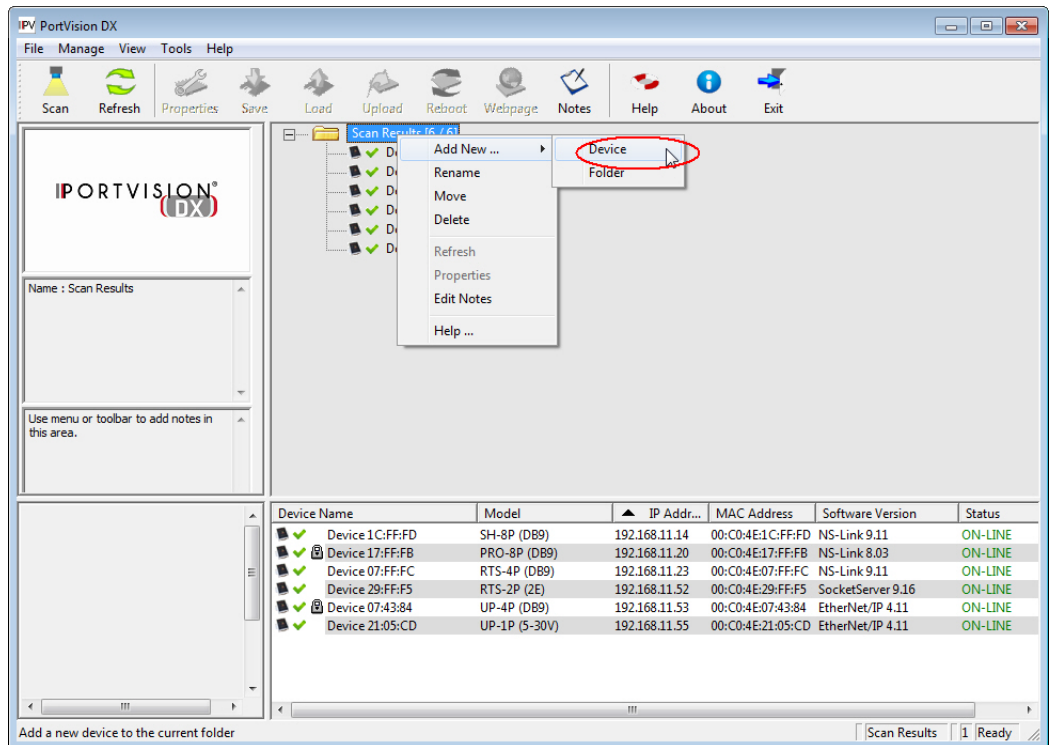 IPV PortVision DX
File Manage View Tools Help
Scan Refresh Properties Save Load Upload Reboot Webpage Notes Help About Exit
PORTVISION®
DX
Name : Scan Results
Use menu or toolbar to add notes in
this area.
Scan Results [6 / 6]
Add New ...
Rename
Move
Delete
Refresh
Properties
Edit Notes
Help ...
Device
Folder
Device Name Model IP Addr... MAC Address Software Version Status
Device 1C:FF:FD SH-8P (DB9) 192.168.11.14 00:C0:4E:1C:FF:FD NS-Link 9.11 ON-LINE
Device 17:FF:FB PRO-8P (DB9) 192.168.11.20 00:C0:4E:17:FF:FB NS-Link 8.03 ON-LINE
Device 07:FF:FC RTS-4P (DB9) 192.168.11.23 00:C0:4E:07:FF:FC NS-Link 9.11 ON-LINE
Device 29:FF:F5 RTS-2P (2E) 192.168.11.52 00:C0:4E:29:FF:F5 SocketServer 9.16 ON-LINE
Device 07:43:84 UP-4P (DB9) 192.168.11.53 00:C0:4E:07:43:84 EtherNet/IP 4.11 ON-LINE
Device 21:05:CD UP-1P (5-30V) 192.168.11.55 00:C0:4E:21:05:CD EtherNet/IP 4.11 ON-LINE
Add a new device to the current folder
Scan Results 1 Ready